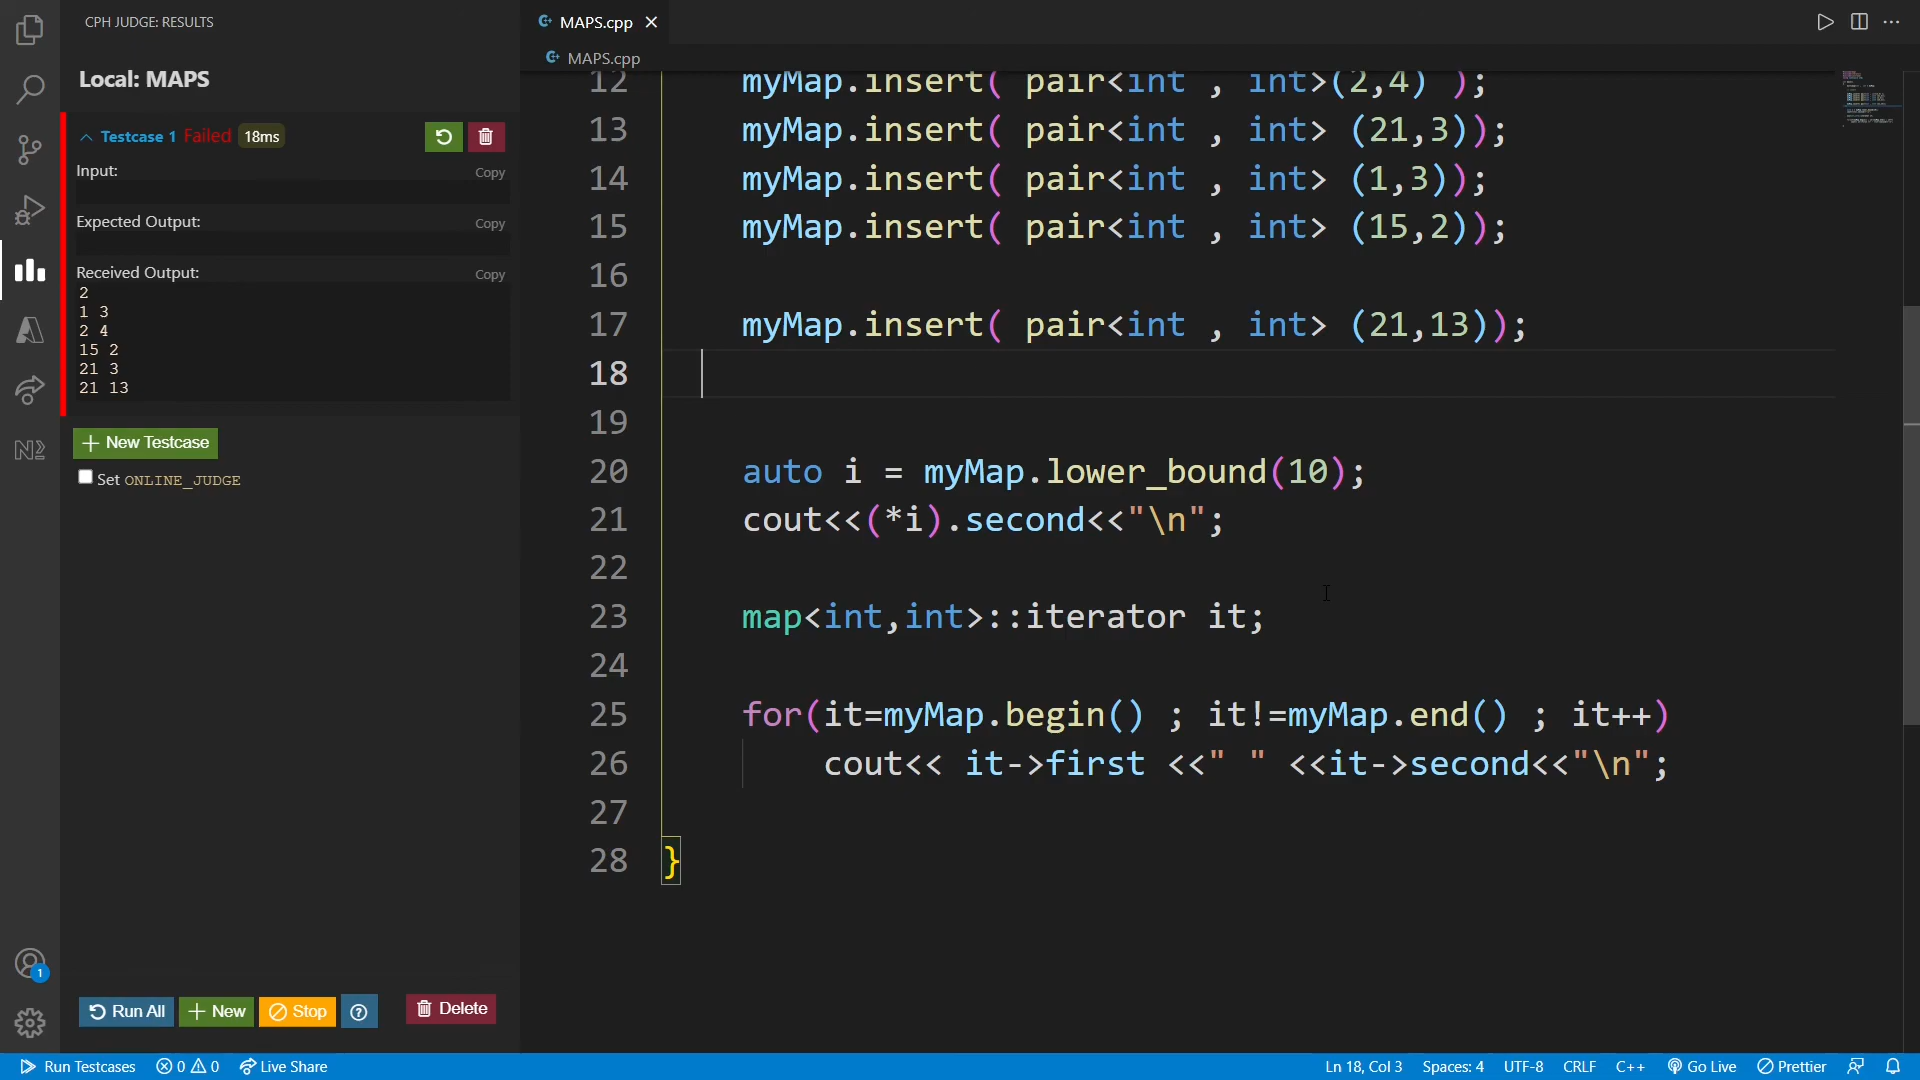 CPH JUDGE: RESULTS
Local: MAPS
Testcase 1 Failed 18ms
Input:
Copy
Expected Output:
Copy
Received Output:
Copy
2
1 3
2 4
15 2
21 3
21 13
New Testcase
Set ONLINE_JUDGE
Run All
New
Stop
Delete
MAPS.cpp
MAPS.cpp
12 myMap.insert( pair<int , int>(2,4) );
13 myMap.insert( pair<int , int> (21,3));
14 myMap.insert( pair<int , int> (1,3));
15 myMap.insert( pair<int , int> (15,2));
16
17 myMap.insert( pair<int , int> (21,13));
18
19
20 auto i = myMap.lower_bound(10);
21 cout<<(*i).second<<"\n";
22
23 map<int,int>::iterator it;
24
25 for(it=myMap.begin() ; it!=myMap.end() ; it++)
26 cout<< it->first <<" " <<it->second<<"\n";
27
28 }
1
Run Testcases 0 0 Live Share
Ln 18, Col 3 Spaces: 4 UTF-8 CRLF C++ Go Live Prettier